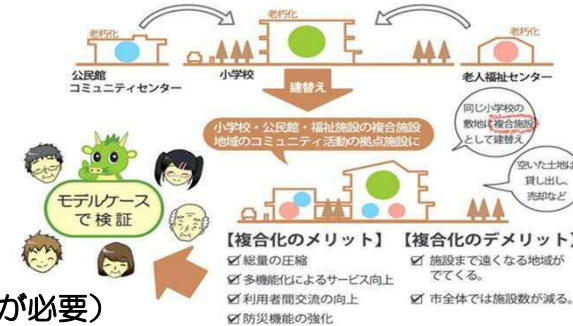 老朽化
老朽化
老朽化
公民館
コミュニティセンター
小学校
老人福祉センター
建替え
同じ小学校の
敷地に複合施設
として建替え
小学校・公民館・福祉施設の複合施設
地域のコミュニティ活動の拠点施設に
空いた土地は
貸し出し、
売却など
モデルケース
で検証
【複合化のメリット】
☑総量の圧縮
☑多機能化によるサービス向上
☑利用者間交流の向上
☑防災機能の強化
【複合化のデメリット】
☑施設まで遠くなる地域が
でてくる。
☑市全体では施設数が減る。
が必要）